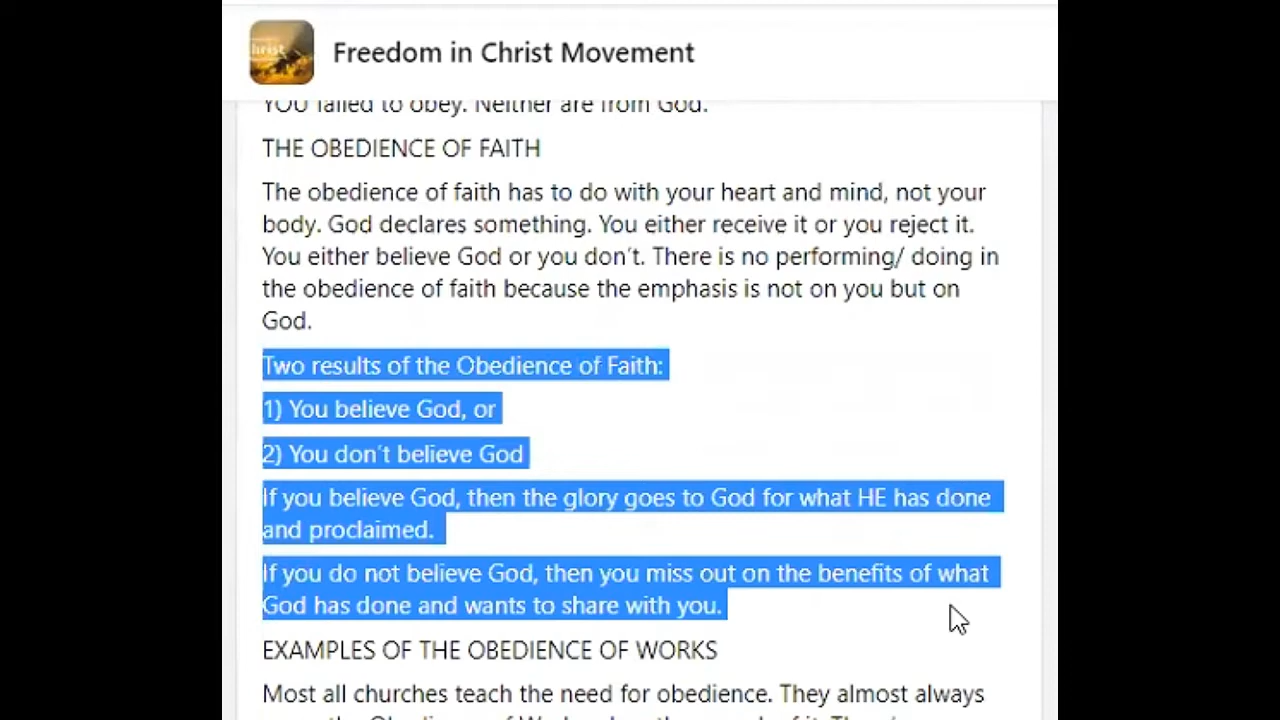 Christ
Freedom in Christ Movement
YOU failed to obey. Neither are from God.
THE OBEDIENCE OF FAITH
The obedience of faith has to do with your heart and mind, not your
body. God declares something. You either receive it or you reject it.
You either believe God or you don't. There is no performing/ doing in
the obedience of faith because the emphasis is not on you but on
God.
Two results of the Obedience of Faith:
1) You believe God, or
2) You don't believe God
If you believe God, then the glory goes to God for what HE has done
and proclaimed.
If you do not believe God, then you miss out on the benefits of what
God has done and wants to share with you.
EXAMPLES OF THE OBEDIENCE OF WORKS
Most all churches teach the need for obedience. They almost always